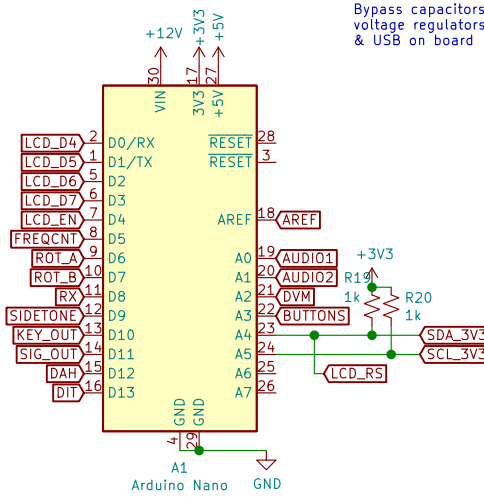 Bypass capacitors
voltage regulators
& USB on board
+12V
+3V3
+5V
30
17
27
VIN
3V3
+5V
LCD_D4 2 D0/RX RESET 28
LCD_D5 1 D1/TX RESET 3
LCD_D6 5 D2
LCD_D7 6 D3
LCD_EN 7 D4 AREF 18 AREF
FREQCNT 8 D5
ROT_A 9 D6 A0 19 AUDIO1
+3V3
ROT_B 10 D7 A1 20 AUDIO2
R19
1k
RX 11 D8 A2 21 DVM
R20
1k
SIDETONE 12 D9 A3 22 BUTTONS
KEY_OUT 13 D10 A4 23 SDA_3V3
SIG_OUT 14 D11 A5 24 SCL_3V3
DAH 15 D12 A6 25 LCD_RS
DIT 16 D13 A7 26
GND
GND
4
29
A1
Arduino Nano
GND